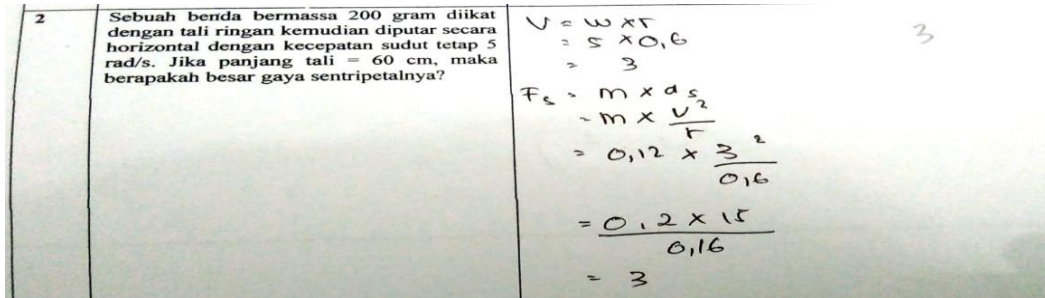 2
Sebuah benda bermassa 200 gram diikat
dengan tali ringan kemudian diputar secara
horizontal dengan kecepatan sudut tetap 5
rad/s. Jika panjang tali = 60 cm, maka
berapakah besar gaya sentripetalnya?
V = w x r
= 5 x 0,6
= 3
Fs = m x as
= m x v²/r
= 0,12 x 3²/0,6
= 0,2 x 15/0,16
= 3
3